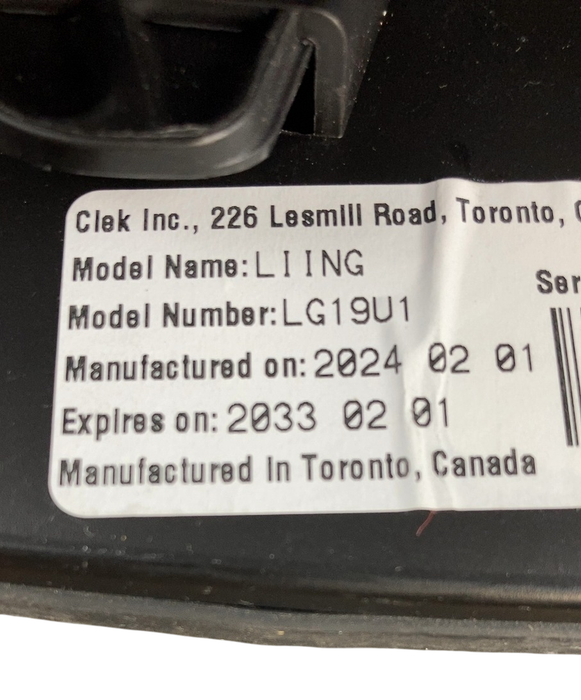 Clek Inc., 226 Lesmill Road, Toronto,
Model Name: LIING
Ser
Model Number: LG19U1
Manufactured on: 2024 02 01
Expires on: 2033 02 01
Manufactured In Toronto, Canada